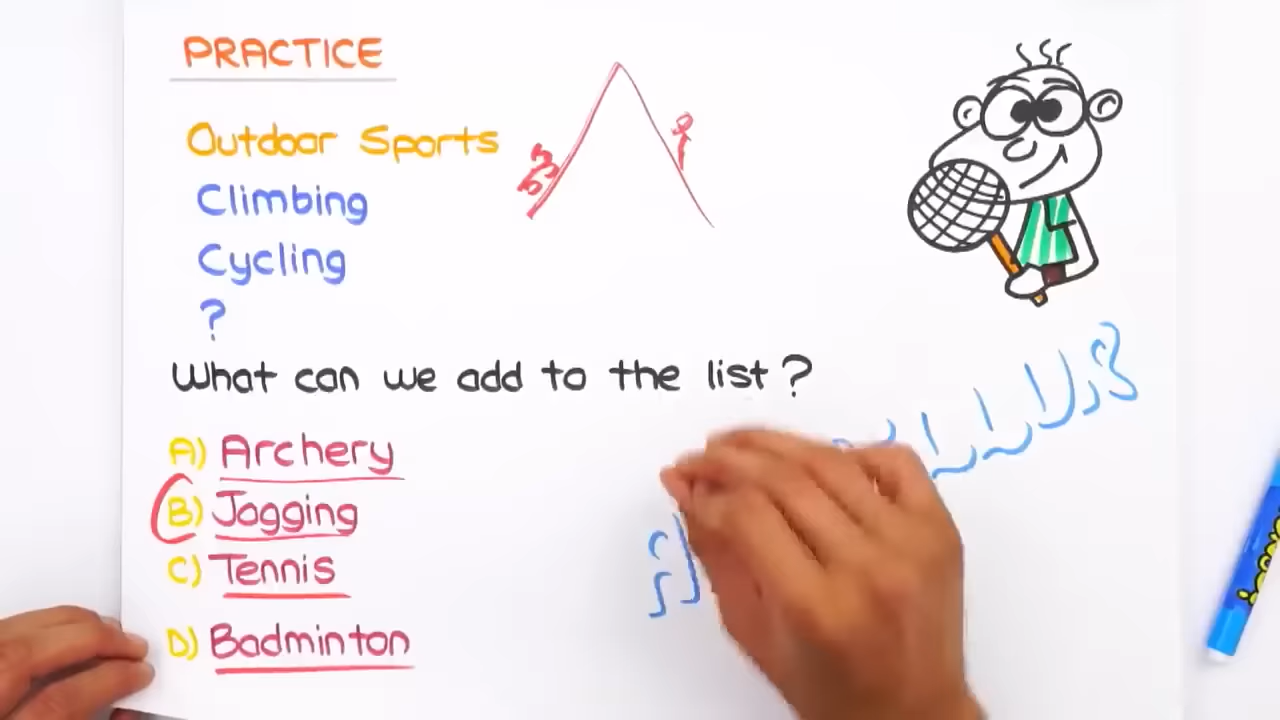 PRACTICE
Outdoor Sports
Climbing
Cycling
?
What can we add to the list?
A) Archery
B) Jogging
C) Tennis
D) Badminton